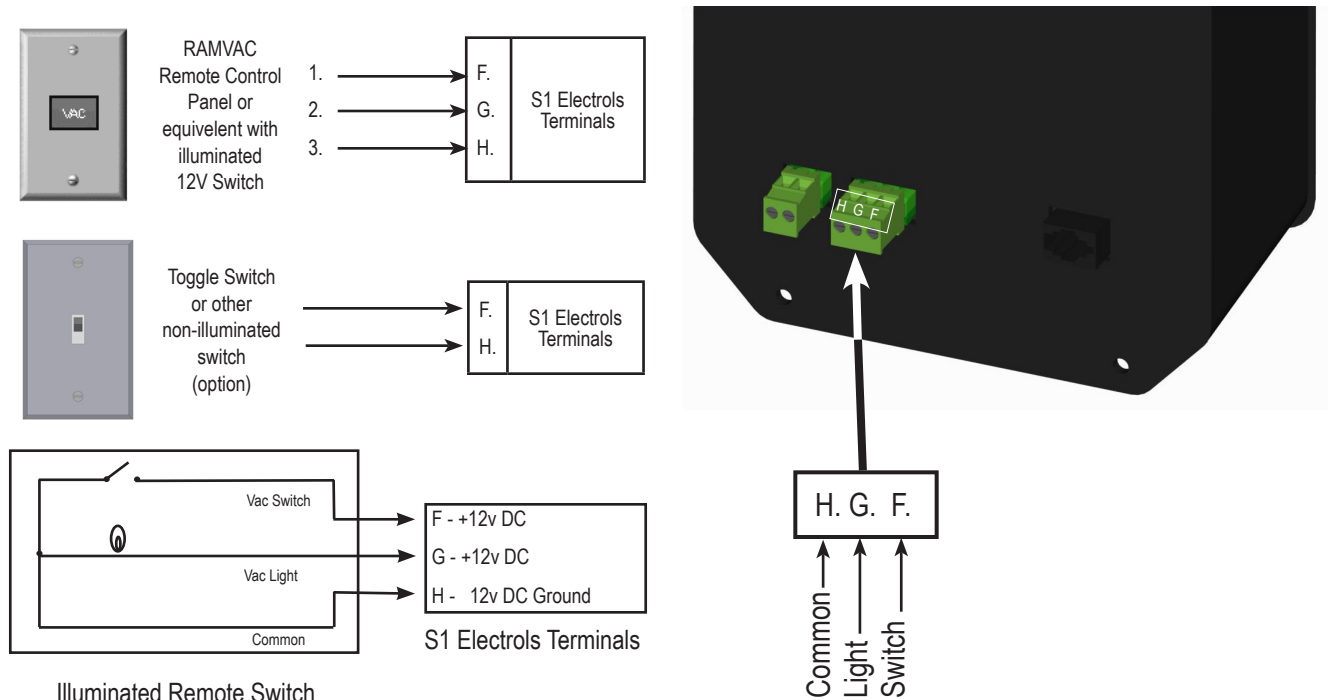 RAMVAC
Remote Control
Panel or
equivelent with
illuminated
12V Switch
VAC
1.
2.
3.
F.
G.
H.
S1 Electrols
Terminals
Toggle Switch
or other
non-illuminated
switch
(option)
F.
H.
S1 Electrols
Terminals
Vac Switch
Vac Light
Common
F - +12v DC
G - +12v DC
H - 12v DC Ground
S1 Electrols Terminals
Illuminated Remote Switch
H G F
H. G. F.
Common
Light
Switch